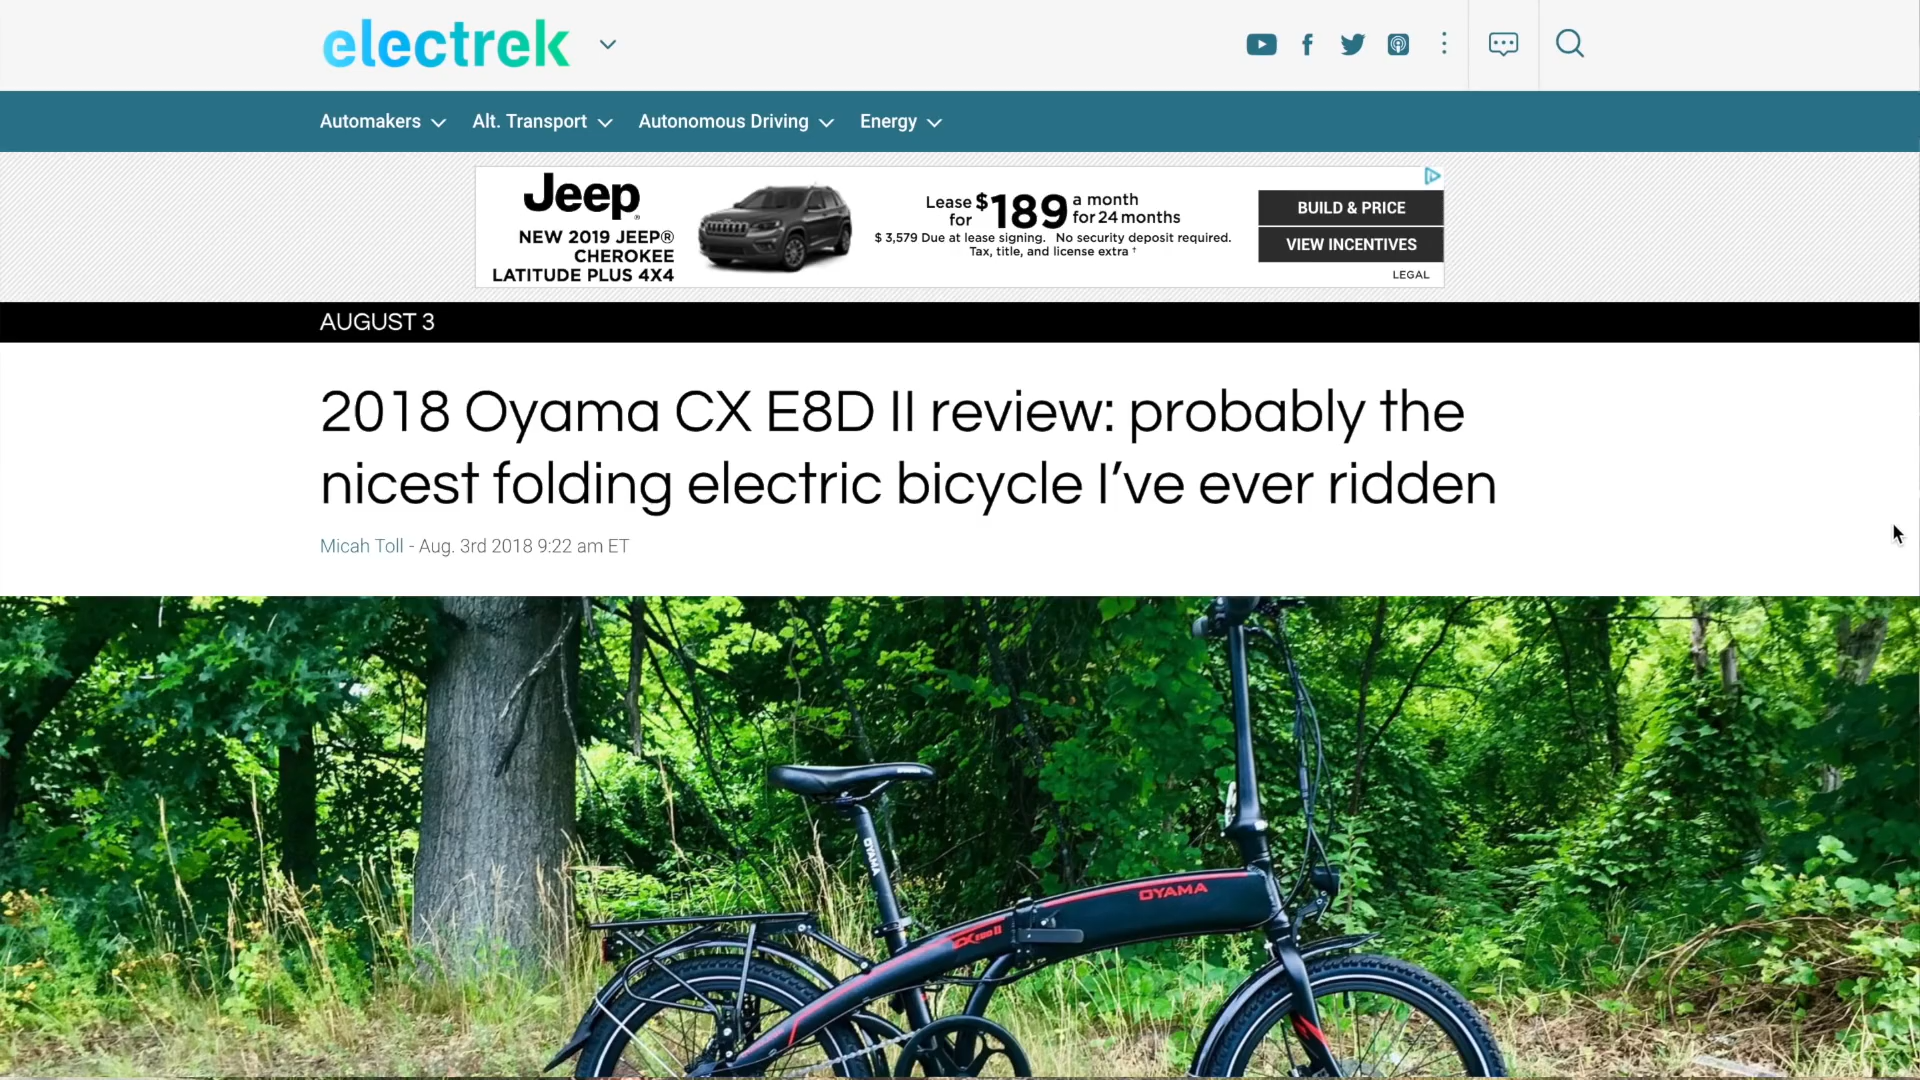 electrek
Automakers
Alt. Transport
Autonomous Driving
Energy
Jeep®
NEW 2019 JEEP®
CHEROKEE
LATITUDE PLUS 4X4
Lease for $189 a month for 24 months
$ 3,579 Due at lease signing. No security deposit required.
Tax, title, and license extra †
BUILD & PRICE
VIEW INCENTIVES
LEGAL
AUGUST 3
2018 Oyama CX E8D II review: probably the
nicest folding electric bicycle I’ve ever ridden
Micah Toll - Aug. 3rd 2018 9:22 am ET
OYAMA
OYAMA
CX E8D II